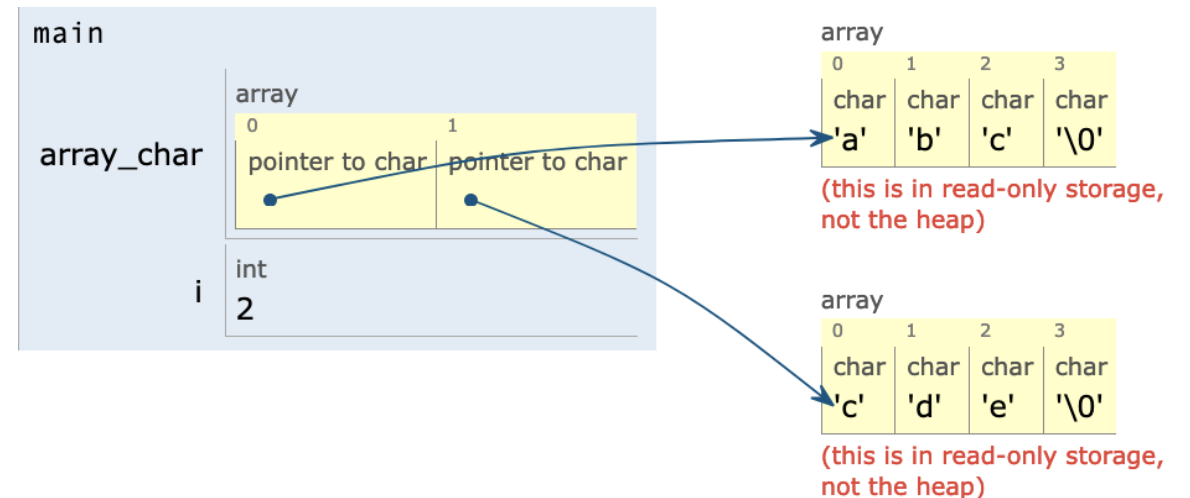 main
array_char
array
0 1
pointer to char pointer to char
i
int
2
array
0 1 2 3
char char char char
'a' 'b' 'c' '\0'
(this is in read-only storage,
not the heap)
array
0 1 2 3
char char char char
'c' 'd' 'e' '\0'
(this is in read-only storage,
not the heap)